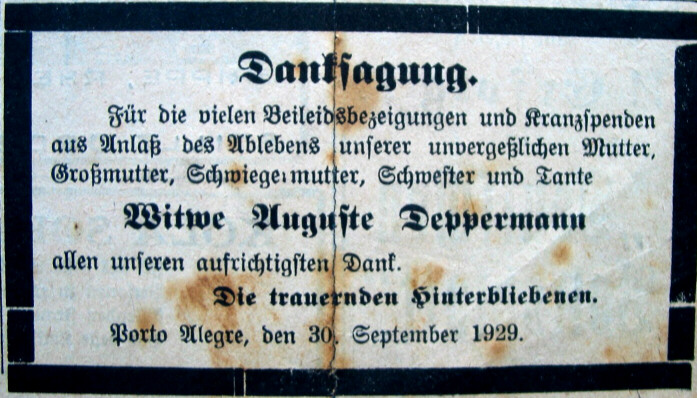 Danksagung.
Für die vielen Beileidsbezeigungen und Kranzspenden
aus Anlaß des Ablebens unserer unvergeßlichen Mutter,
Großmutter, Schwiegermutter, Schwester und Tante
Witwe Auguste Deppermann
allen unseren aufrichtigsten Dank.
Die trauernden Hinterbliebenen.
Porto Alegre, den 30. September 1929.